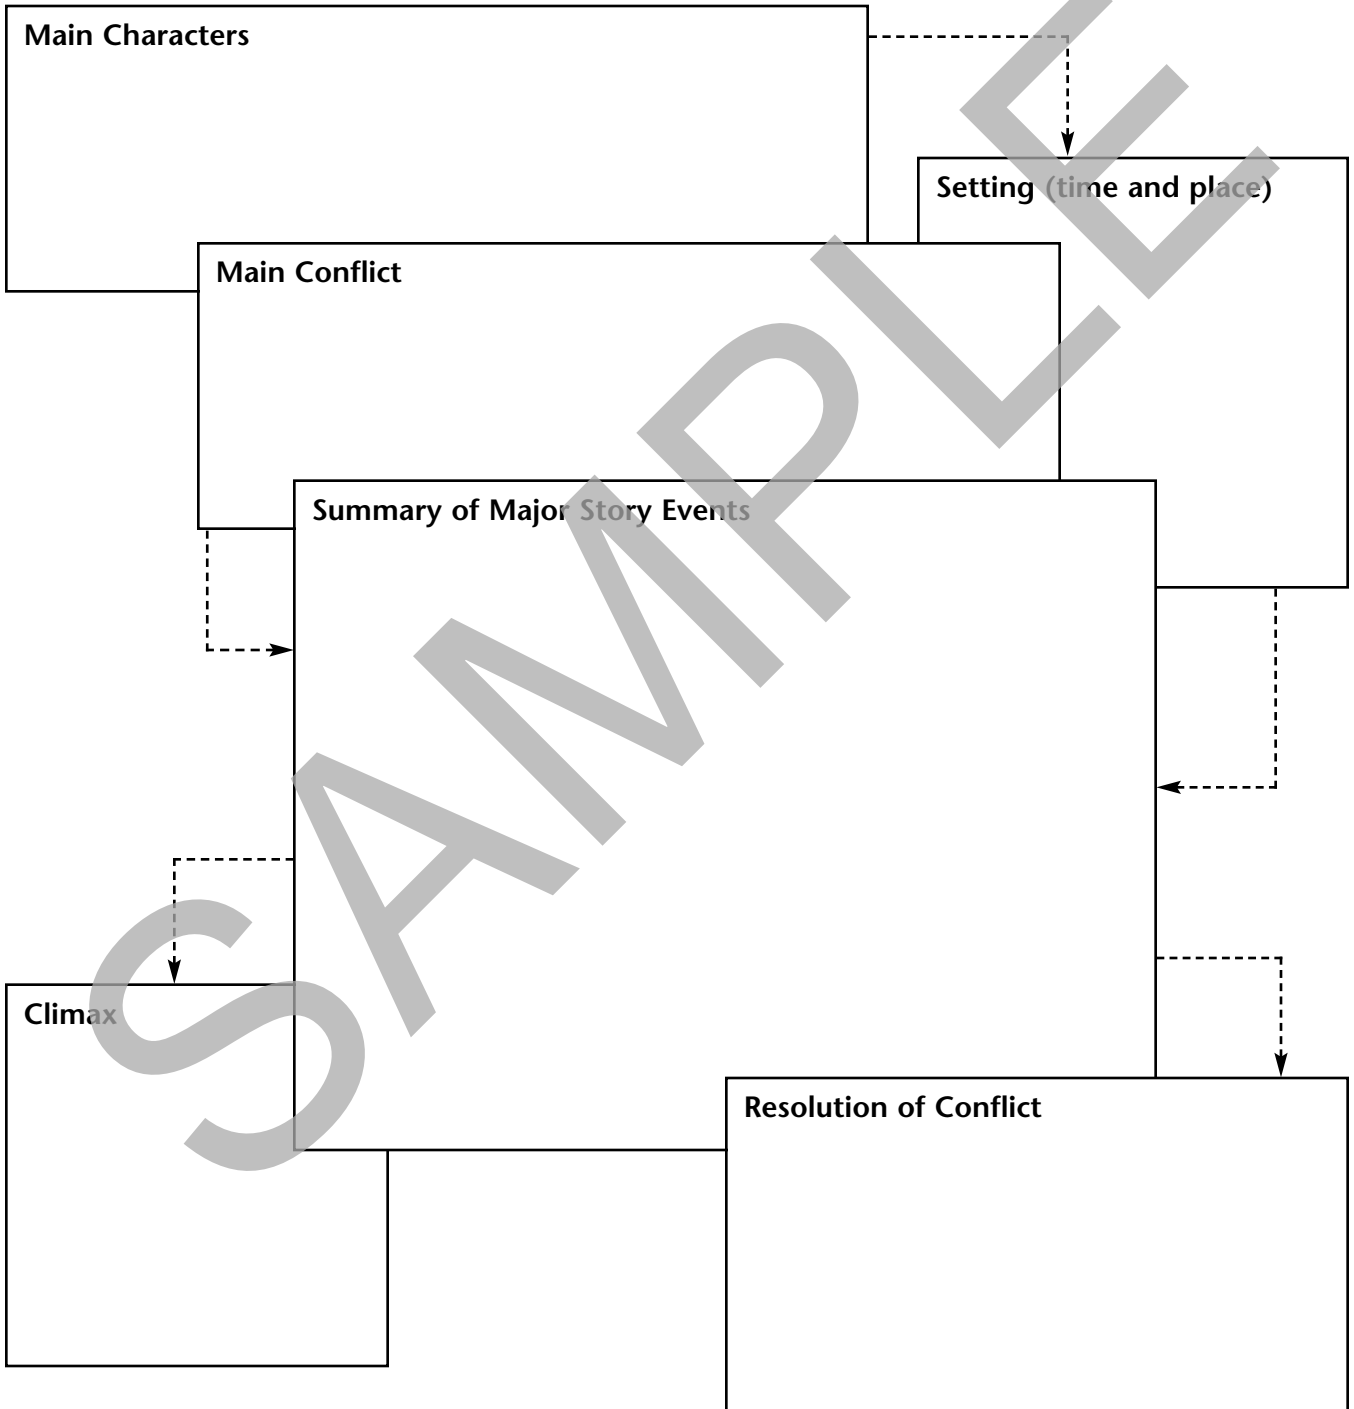 Main Characters
Setting (time and place)
Main Conflict
Summary of Major Story Events
Climax
Resolution of Conflict
SAMPLE